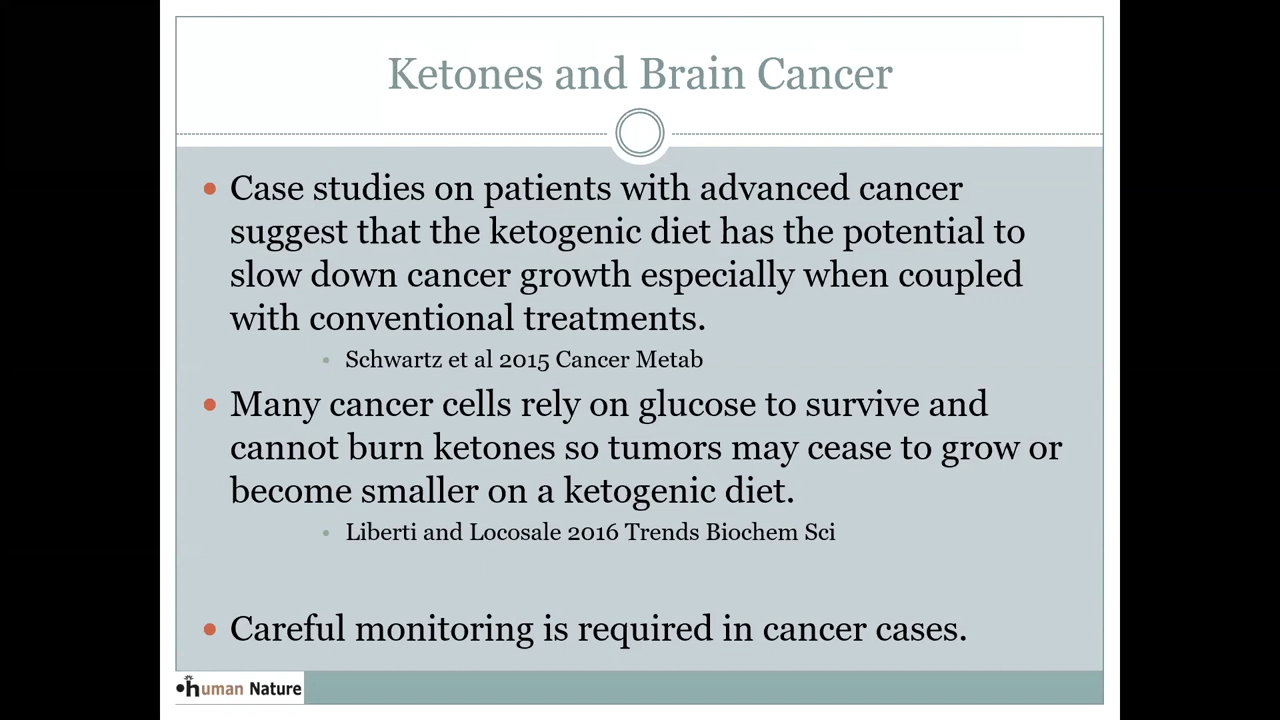 Ketones and Brain Cancer
• Case studies on patients with advanced cancer
suggest that the ketogenic diet has the potential to
slow down cancer growth especially when coupled
with conventional treatments.
• Schwartz et al 2015 Cancer Metab
• Many cancer cells rely on glucose to survive and
cannot burn ketones so tumors may cease to grow or
become smaller on a ketogenic diet.
• Liberti and Locosale 2016 Trends Biochem Sci
• Careful monitoring is required in cancer cases.
•human Nature